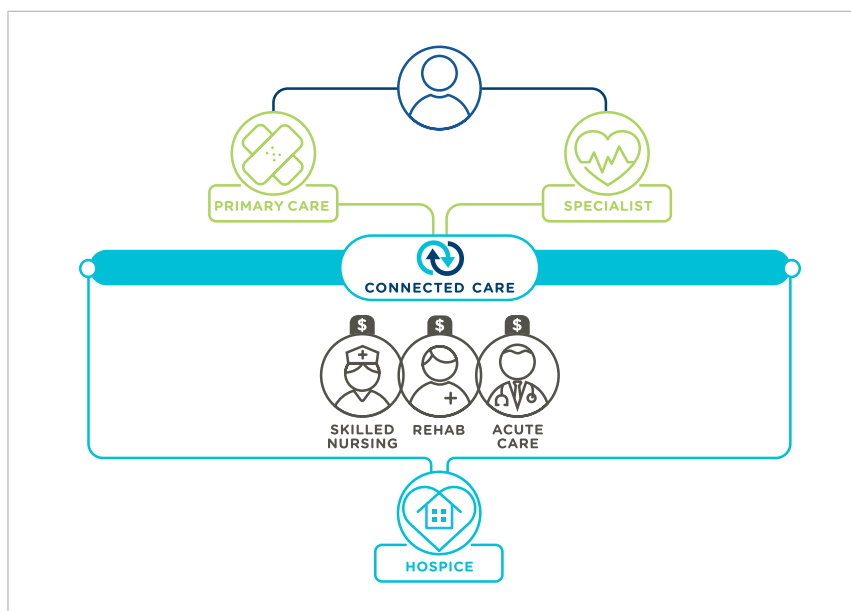 PRIMARY CARE
SPECIALIST
CONNECTED CARE
$ $ $
SKILLED
NURSING
REHAB
ACUTE
CARE
HOSPICE